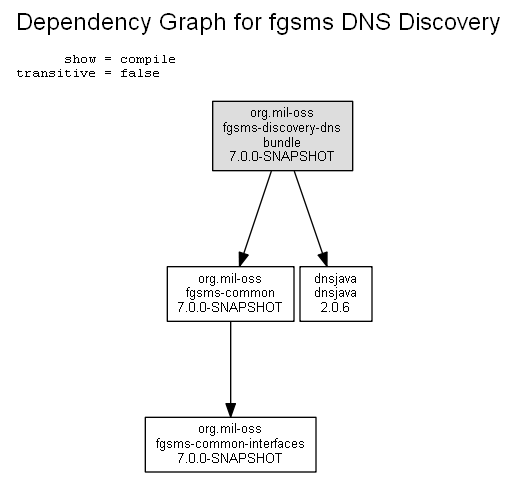 Dependency Graph for fgsms DNS Discovery
show = compile
transitive = false
org.mil-oss
fgsms-discovery-dns
bundle
7.0.0-SNAPSHOT
org.mil-oss
fgsms-common
7.0.0-SNAPSHOT
dnsjava
dnsjava
2.0.6
org.mil-oss
fgsms-common-interfaces
7.0.0-SNAPSHOT